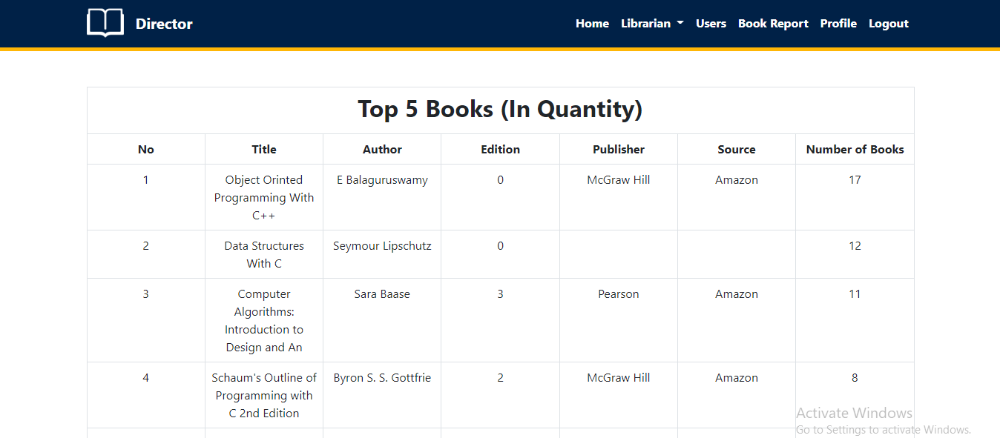 Director Home Librarian Users Book Report Profile Logout
Top 5 Books (In Quantity)
No Title Author Edition Publisher Source Number of Books
1 Object Orinted E Balaguruswamy 0 McGraw Hill Amazon 17
Programming With
C++
2 Data Structures Seymour Lipschutz 0 12
With C
3 Computer Sara Baase 3 Pearson Amazon 11
Algorithms:
Introduction to
Design and An
4 Schaum's Outline of Byron S. S. Gottfrie 2 McGraw Hill Amazon 8
Programming with
C 2nd Edition
Activate Windows
Go to Settings to activate Windows.